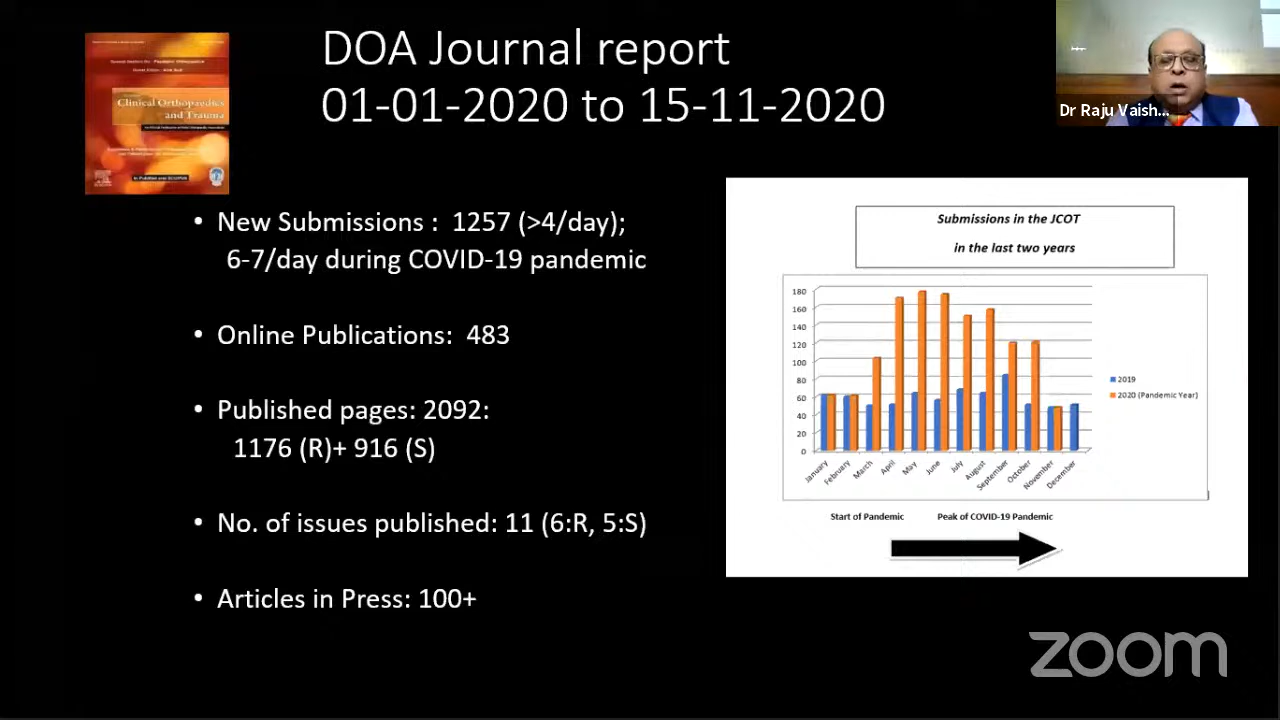 DOA Journal report
01-01-2020 to 15-11-2020
Dr Raju Vaish...
Clinical Orthopaedics
and Trauma
• New Submissions : 1257 (>4/day);
6-7/day during COVID-19 pandemic
• Online Publications: 483
• Published pages: 2092:
1176 (R)+ 916 (S)
• No. of issues published: 11 (6:R, 5:S)
• Articles in Press: 100+
Submissions in the JCOT
in the last two years
180
160
140
120
100
80
60
40
20
0
January
February
March
April
May
June
July
August
September
October
November
December
2019
2020 (Pandemic Year)
Start of Pandemic
Peak of COVID-19 Pandemic
zoom